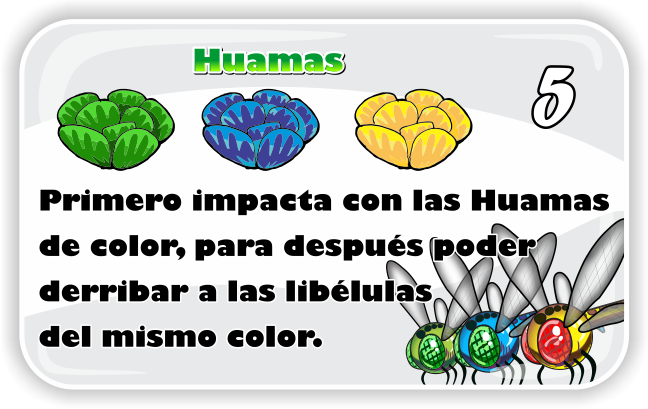 Huamas
5
Primero impacta con las Huamas
de color, para después poder
derribar a las libélulas
del mismo color.